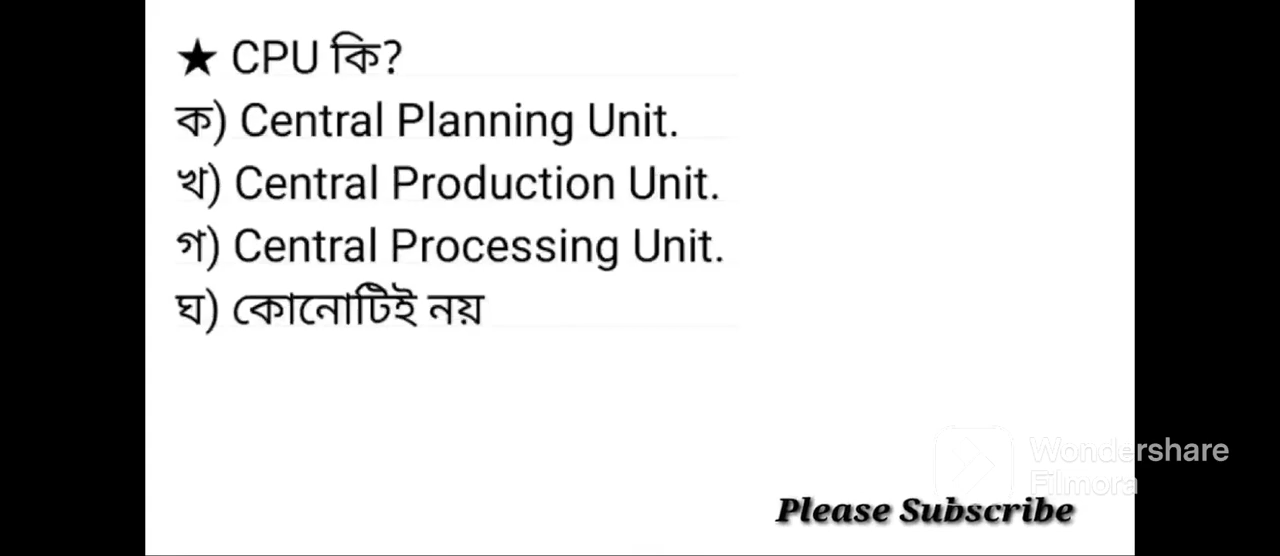 ★ CPU কি?
ক) Central Planning Unit.
খ) Central Production Unit.
গ) Central Processing Unit.
ঘ) কোনোটিই নয়
Wondershare
Filmora
Please Subscribe